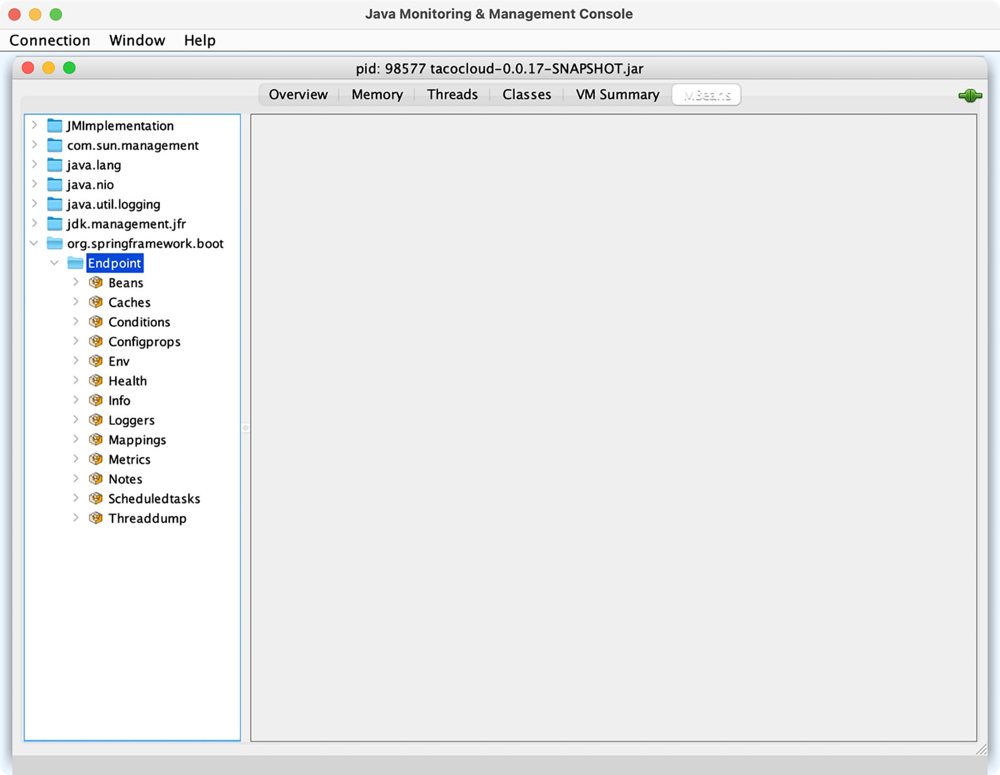 Java Monitoring & Management Console
Connection Window Help
pid: 98577 tacocloud-0.0.17-SNAPSHOT.jar
Overview Memory Threads Classes VM Summary MBeans
JMImplementation
com.sun.management
java.lang
java.nio
java.util.logging
jdk.management.jfr
org.springframework.boot
Endpoint
Beans
Caches
Conditions
Configprops
Env
Health
Info
Loggers
Mappings
Metrics
Notes
Scheduledtasks
Threaddump